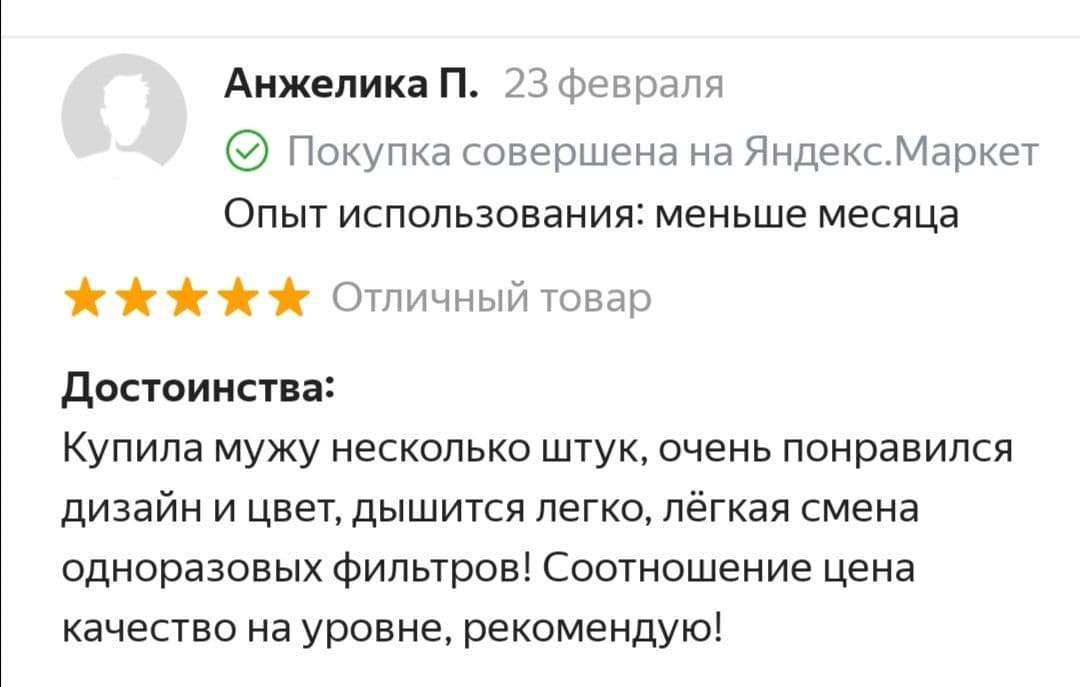 Анжелика П. 23 февраля
Покупка совершена на Яндекс.Маркет
Опыт использования: меньше месяца
Отличный товар
Достоинства:
Купила мужу несколько штук, очень понравился
дизайн и цвет, дышится легко, лёгкая смена
одноразовых фильтров! Соотношение цена
качество на уровне, рекомендую!